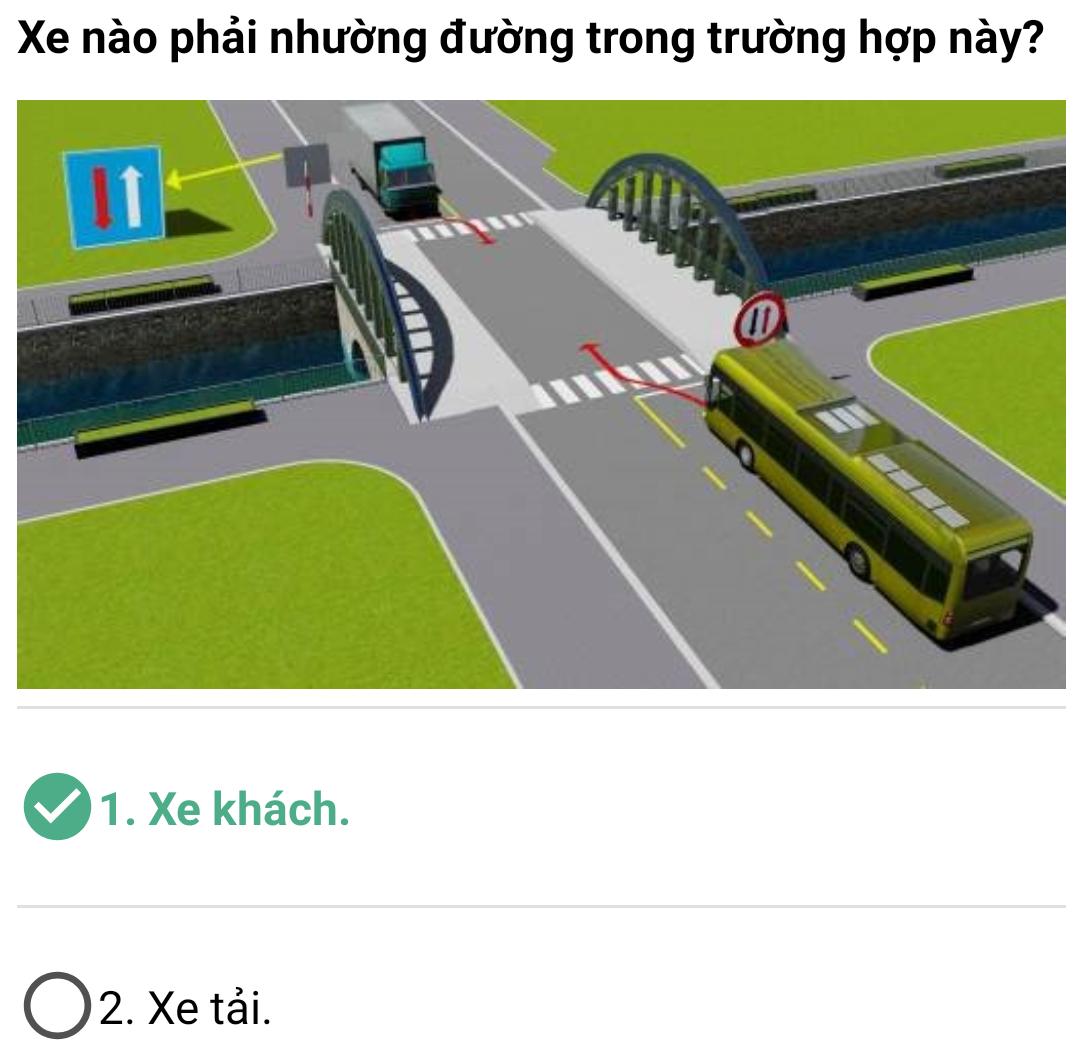 Xe nào phải nhường đường trong trường hợp này?
1. Xe khách.
2. Xe tải.